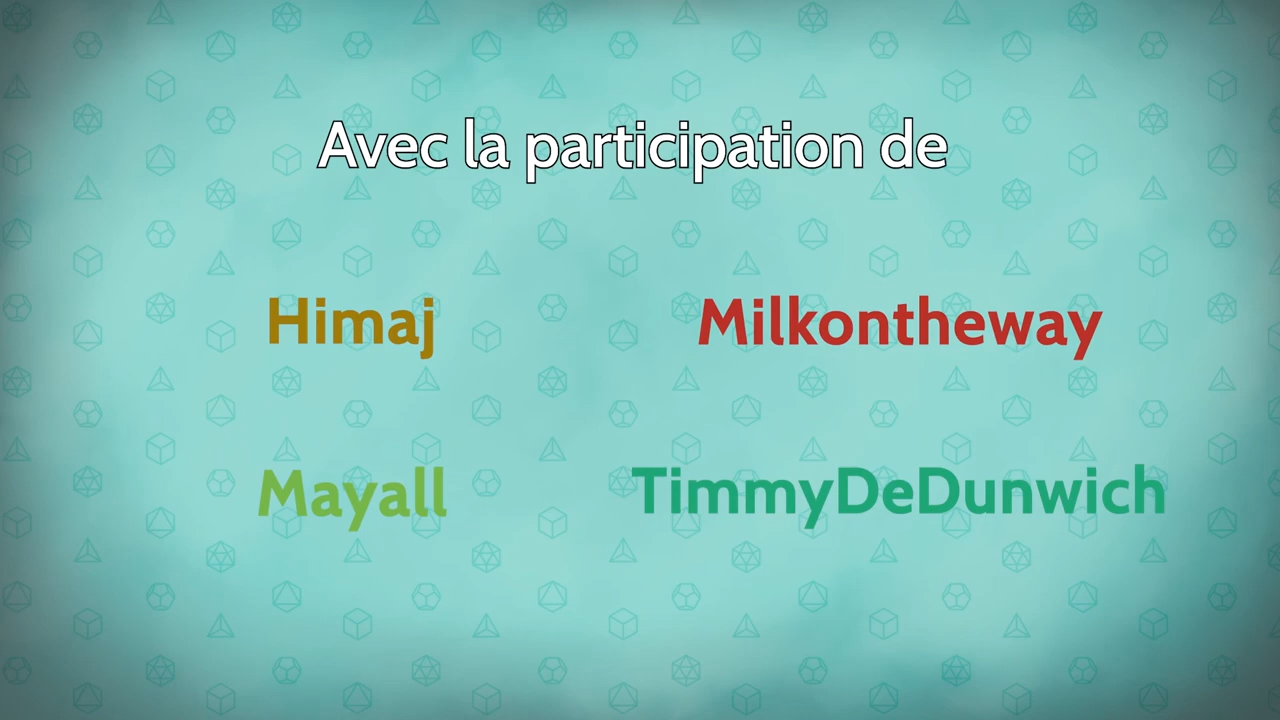 Avec la participation de
Himaj
Milkontheway
Mayall
TimmyDeDunwich